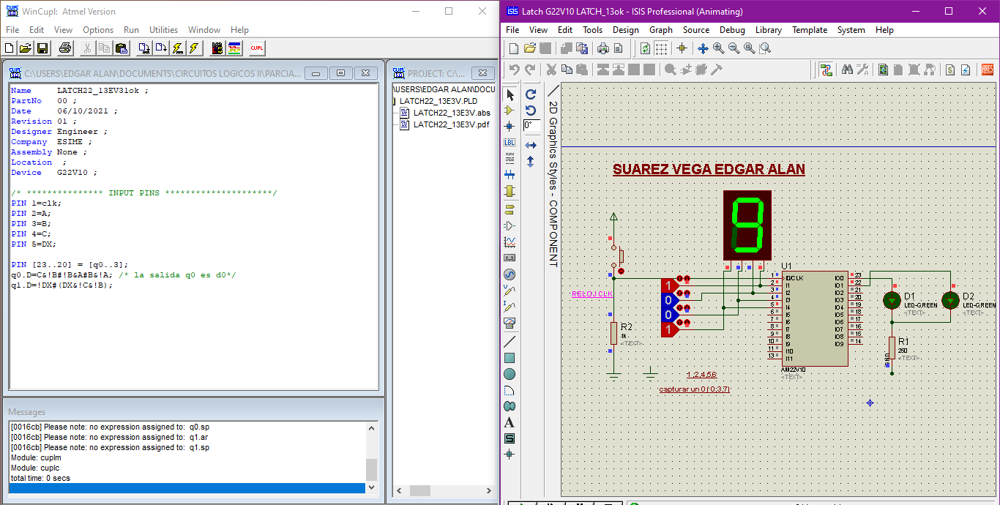 WinCupl: Atmel Version
File Edit View Options Run Utilities Window Help
CUPL
C:\USERS\EDGAR ALAN\DOCUMENTS\CIRCUITOS LOGICOS II\PARCIA...
Name LATCH22_13EV31ok ;
PartNo 00 ;
Date 06/10/2021 ;
Revision 01 ;
Designer Engineer ;
Company ESIME ;
Assembly None ;
Location ;
Device G22V10 ;
/* *************** INPUT PINS *********************/
PIN 1=clk;
PIN 2=A;
PIN 3=B;
PIN 4=C;
PIN 5=DX;
PIN [23..20] = [q0..3];
q0.D=C&!B#!B&A#B&!A; /* la salida q0 es d0*/
q1.D=!DX#(DX&!C&!B);
PROJECT: C:\...
\USERS\EDGAR ALAN\DOCU
LATCH22_13E3V.PLD
LATCH22_13E3V.abs
LATCH22_13E3V.pdf
Messages
[0016cb] Please note: no expression assigned to: q0.sp
[0016cb] Please note: no expression assigned to: q1.ar
[0016cb] Please note: no expression assigned to: q1.sp
Module: cuplm
Module: cuplc
total time: 0 secs
isis
Latch G22V10 LATCH_13ok - ISIS Professional (Animating)
File View Edit Tools Design Graph Source Debug Library Template System Help
ARES
0°
LBL
2D Graphics Styles - COMPONENT
SUAREZ VEGA EDGAR ALAN
9
RELOJ CLK
R2
1K
<TEXT>
1
0
0
1
U1
1
2
3
4
5
6
7
8
9
10
11
13
I0/CLK
I1
I2
I3
I4
I5
I6
I7
I8
I9
I10
I11
IO0
IO1
IO2
IO3
IO4
IO5
IO6
IO7
IO8
IO9
23
22
21
20
19
18
17
16
15
14
AM22V10
<TEXT>
D1
LED-GREEN
<TEXT>
D2
LED-GREEN
<TEXT>
R1
250
<TEXT>
1,2,4,5,6
capturar un 0 ( 0;3,7)